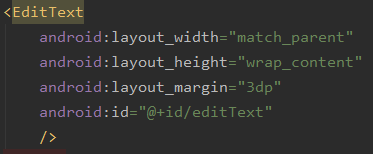 <EditText
android:layout_width="match_parent"
android:layout_height="wrap_content"
android:layout_margin="3dp"
android:id="@+id/editText"
/>